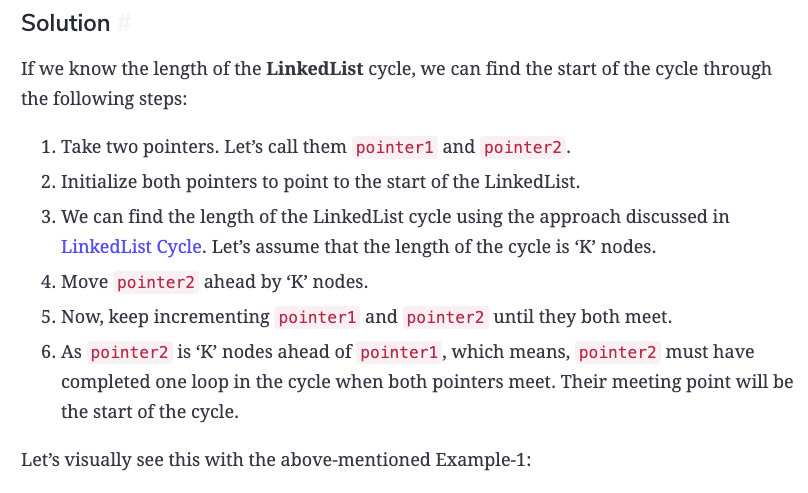 Solution #
If we know the length of the LinkedList cycle, we can find the start of the cycle through
the following steps:
1. Take two pointers. Let’s call them pointer1 and pointer2.
2. Initialize both pointers to point to the start of the LinkedList.
3. We can find the length of the LinkedList cycle using the approach discussed in
LinkedList Cycle. Let’s assume that the length of the cycle is ‘K’ nodes.
4. Move pointer2 ahead by ‘K’ nodes.
5. Now, keep incrementing pointer1 and pointer2 until they both meet.
6. As pointer2 is ‘K’ nodes ahead of pointer1, which means, pointer2 must have
completed one loop in the cycle when both pointers meet. Their meeting point will be
the start of the cycle.
Let’s visually see this with the above-mentioned Example-1: